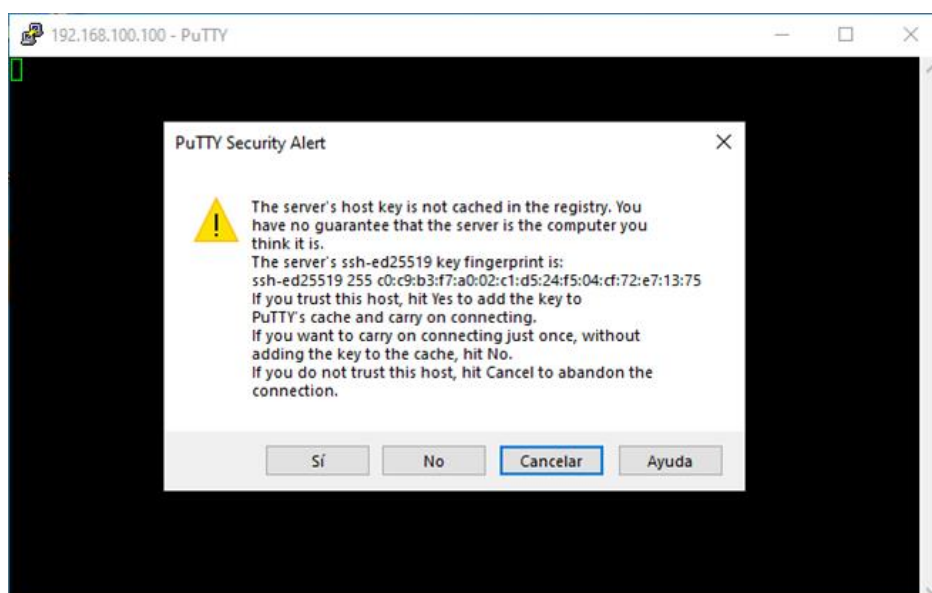 192.168.100.100 - PuTTY
PuTTY Security Alert
The server's host key is not cached in the registry. You
have no guarantee that the server is the computer you
think it is.
The server's ssh-ed25519 key fingerprint is:
ssh-ed25519 255 c0:c9:b3:f7:a0:02:c1:d5:24:f5:04:cf:72:e7:13:75
If you trust this host, hit Yes to add the key to
PuTTY's cache and carry on connecting.
If you want to carry on connecting just once, without
adding the key to the cache, hit No.
If you do not trust this host, hit Cancel to abandon the
connection.
Sí No Cancelar Ayuda